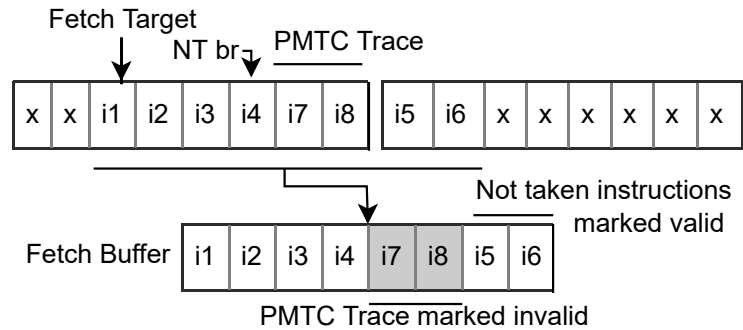 Fetch Target
NT br
PMTC Trace
x x i1 i2 i3 i4 i7 i8 i5 i6 x x x x x x
Not taken instructions
marked valid
Fetch Buffer i1 i2 i3 i4 i7 i8 i5 i6
PMTC Trace marked invalid